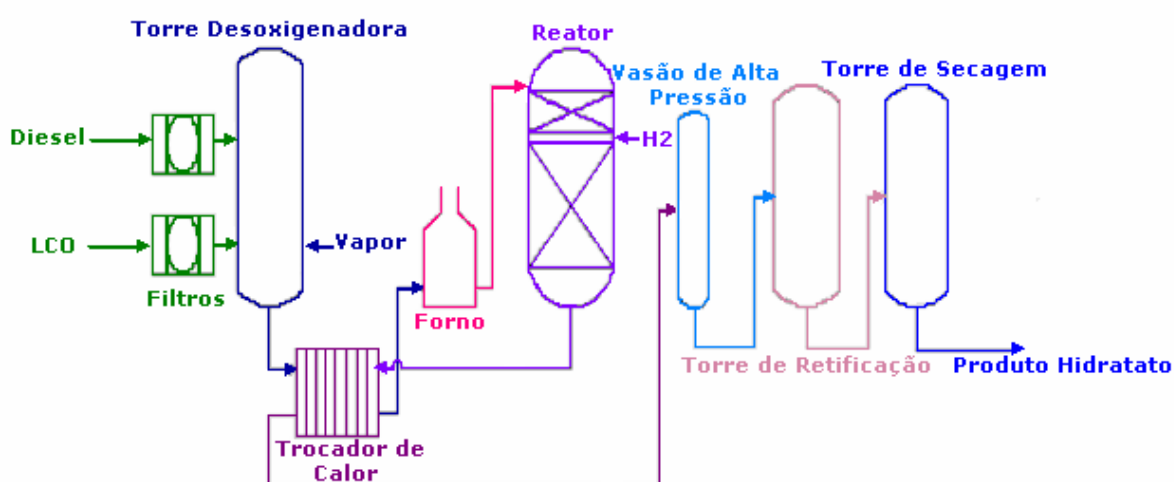 Torre Desoxigenadora
Reator
Vasão de Alta
Pressão
Torre de Secagem
Diesel
H2
LCO
Vapor
Filtros
Forno
Torre de Retificação
Produto Hidratato
Trocador de
Calor